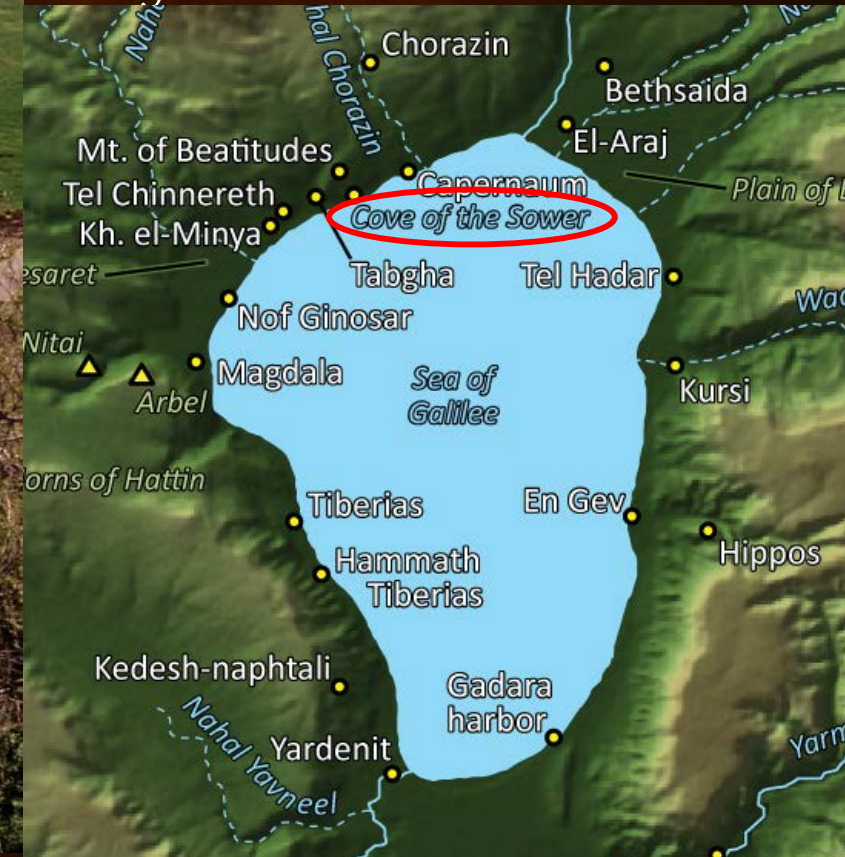 Chorazin
Bethsaida
El-Araj
Nahal Chorazin
Mt. of Beatitudes
Capernaum
Tel Chinnereth
Cove of the Sower
Kh. el-Minya
Plain of
Tabgha
Tel Hadar
Nof Ginosar
Nitai
Magdala
Arbel
Sea of
Galilee
Kursi
Hattin
Tiberias
En Gev
Hippos
Hammath
Tiberias
Kedesh-naphtali
Gadara
harbor
Nahal Yavneel
Yardenit